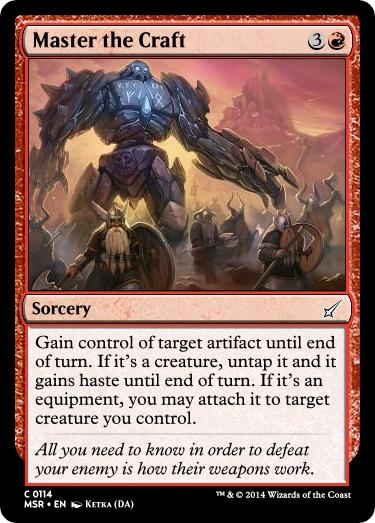 Master the Craft 3
Sorcery
Gain control of target artifact until end
of turn. If it's a creature, untap it and it
gains haste until end of turn. If it's an
equipment, you may attach it to target
creature you control.
All you need to know in order to defeat
your enemy is how their weapons work.
C 0114
MSR • EN Ketka (DA)
™ & © 2014 Wizards of the Coast